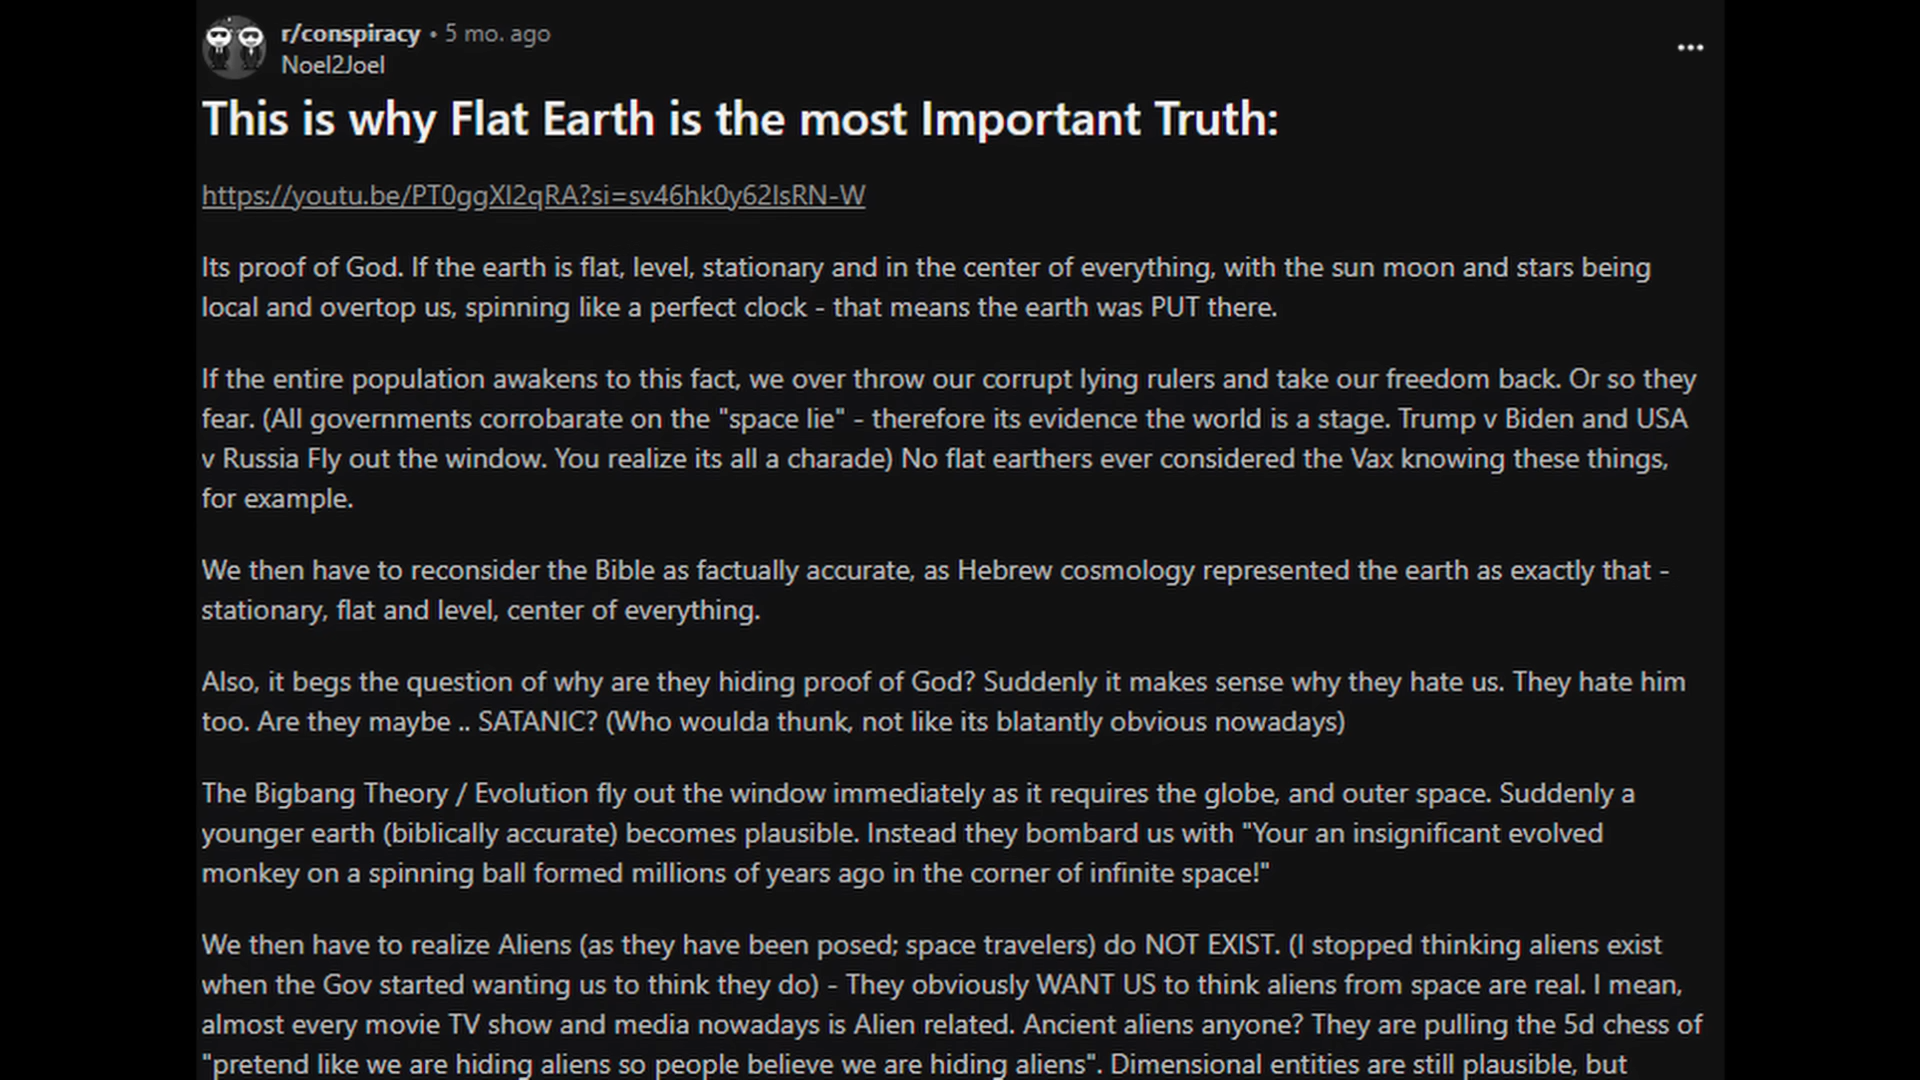 r/conspiracy • 5 mo. ago
Noel2Joel
This is why Flat Earth is the most Important Truth:
https://youtu.be/PT0ggXI2qRA?si=sv46hk0y62IsRN-W
Its proof of God. If the earth is flat, level, stationary and in the center of everything, with the sun moon and stars being
local and overtop us, spinning like a perfect clock - that means the earth was PUT there.
If the entire population awakens to this fact, we over throw our corrupt lying rulers and take our freedom back. Or so they
fear. (All governments corrobarate on the "space lie" - therefore its evidence the world is a stage. Trump v Biden and USA
v Russia Fly out the window. You realize its all a charade) No flat earthers ever considered the Vax knowing these things,
for example.
We then have to reconsider the Bible as factually accurate, as Hebrew cosmology represented the earth as exactly that -
stationary, flat and level, center of everything.
Also, it begs the question of why are they hiding proof of God? Suddenly it makes sense why they hate us. They hate him
too. Are they maybe .. SATANIC? (Who woulda thunk, not like its blatantly obvious nowadays)
The Bigbang Theory / Evolution fly out the window immediately as it requires the globe, and outer space. Suddenly a
younger earth (biblically accurate) becomes plausible. Instead they bombard us with "Your an insignificant evolved
monkey on a spinning ball formed millions of years ago in the corner of infinite space!"
We then have to realize Aliens (as they have been posed; space travelers) do NOT EXIST. (I stopped thinking aliens exist
when the Gov started wanting us to think they do) - They obviously WANT US to think aliens from space are real. I mean,
almost every movie TV show and media nowadays is Alien related. Ancient aliens anyone? They are pulling the 5d chess of
"pretend like we are hiding aliens so people believe we are hiding aliens". Dimensional entities are still plausible, but